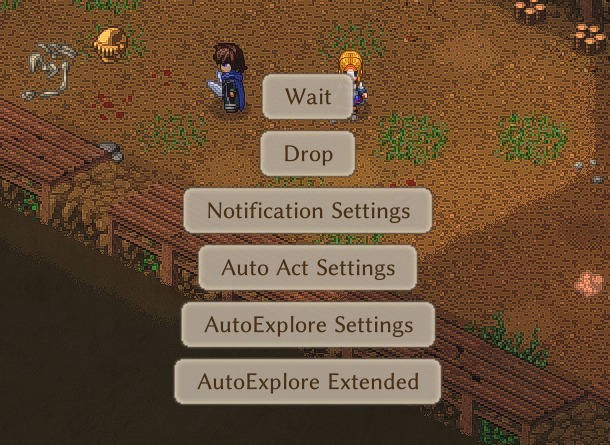 Wait
Drop
Notification Settings
Auto Act Settings
AutoExplore Settings
AutoExplore Extended